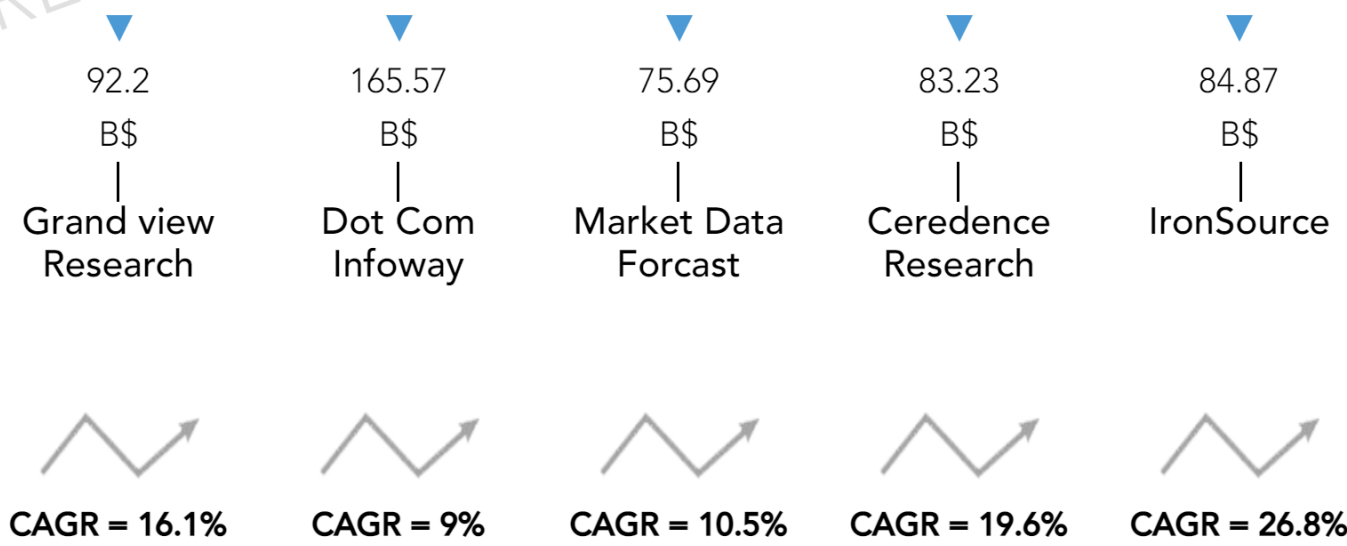 92.2
165.57
75.69
83.23
84.87
B$
B$
B$
B$
B$
Grand view
Research
Dot Com
Infoway
Market Data
Forcast
Ceredence
Research
IronSource
CAGR = 16.1%
CAGR = 9%
CAGR = 10.5%
CAGR = 19.6%
CAGR = 26.8%